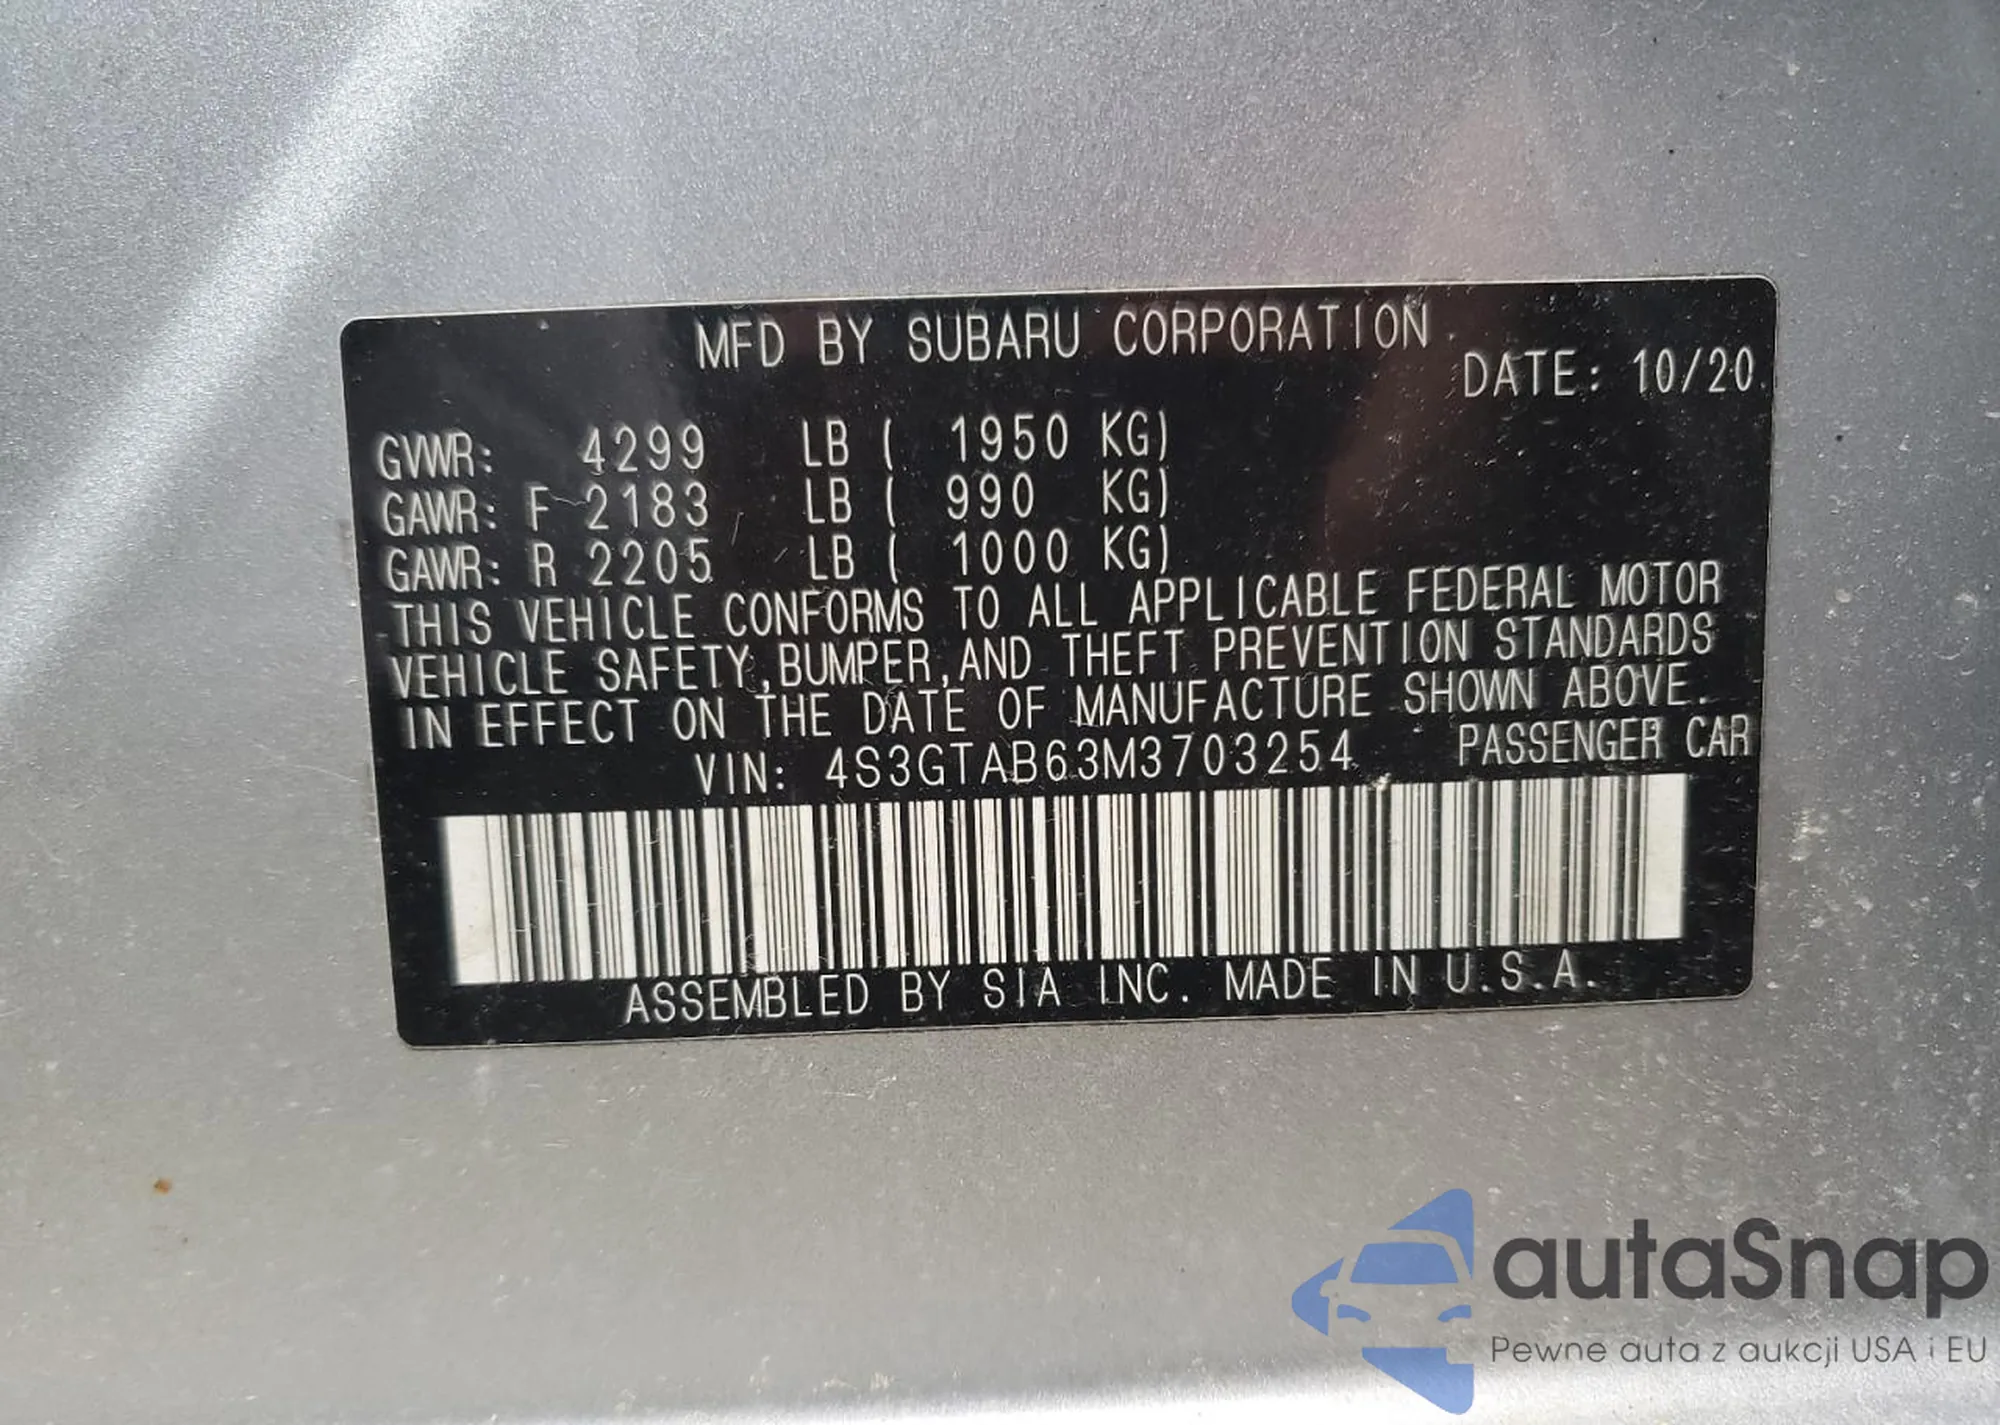 MFD BY SUBARU CORPORATION
DATE: 10/20
GVWR: 4299 LB ( 1950 KG)
GAWR: F 2183 LB ( 990 KG)
GAWR: R 2205 LB ( 1000 KG)
THIS VEHICLE CONFORMS TO ALL APPLICABLE FEDERAL MOTOR
VEHICLE SAFETY,BUMPER,AND THEFT PREVENTION STANDARDS
IN EFFECT ON THE DATE OF MANUFACTURE SHOWN ABOVE.
VIN: 4S3GTAB63M3703254 PASSENGER CAR
ASSEMBLED BY SIA INC. MADE IN U.S.A.
autaSnap
Pewne auta z aukcji USA i EU